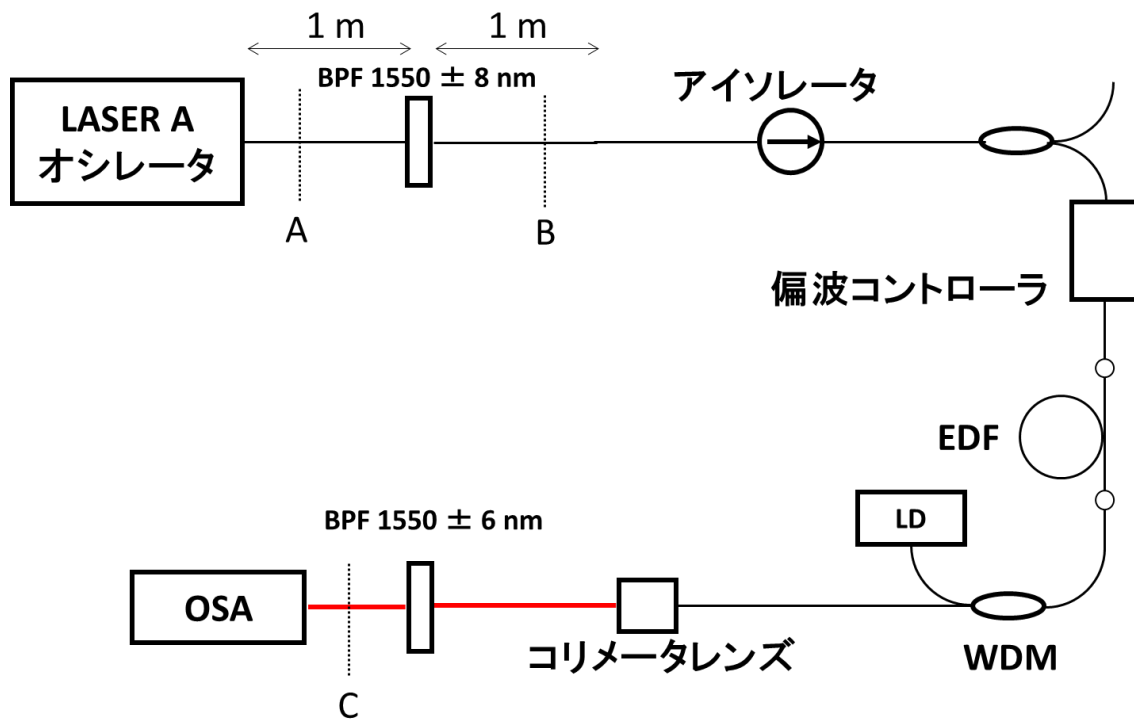 1 m
1 m
BPF 1550 ± 8 nm
アイソレータ
LASER A
オシレータ
A
B
偏波コントローラ
EDF
LD
BPF 1550 ± 6 nm
OSA
コリメータレンズ
WDM
C